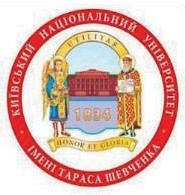 КИЇВСЬКИЙ НАЦІОНАЛЬНИЙ УНІВЕРСИТЕТ
ІМЕНІ ТАРАСА ШЕВЧЕНКА
UTILITAS
1834
HONOR ET GLORIA